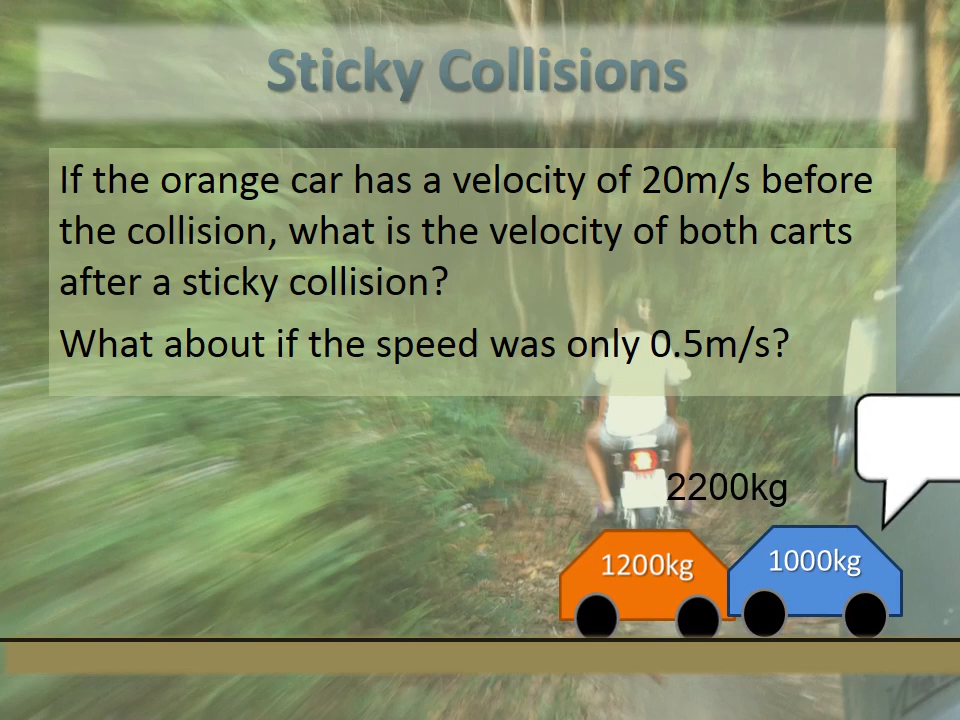 Sticky Collisions
If the orange car has a velocity of 20m/s before
the collision, what is the velocity of both carts
after a sticky collision?
What about if the speed was only 0.5m/s?
2200kg
1200kg
1000kg